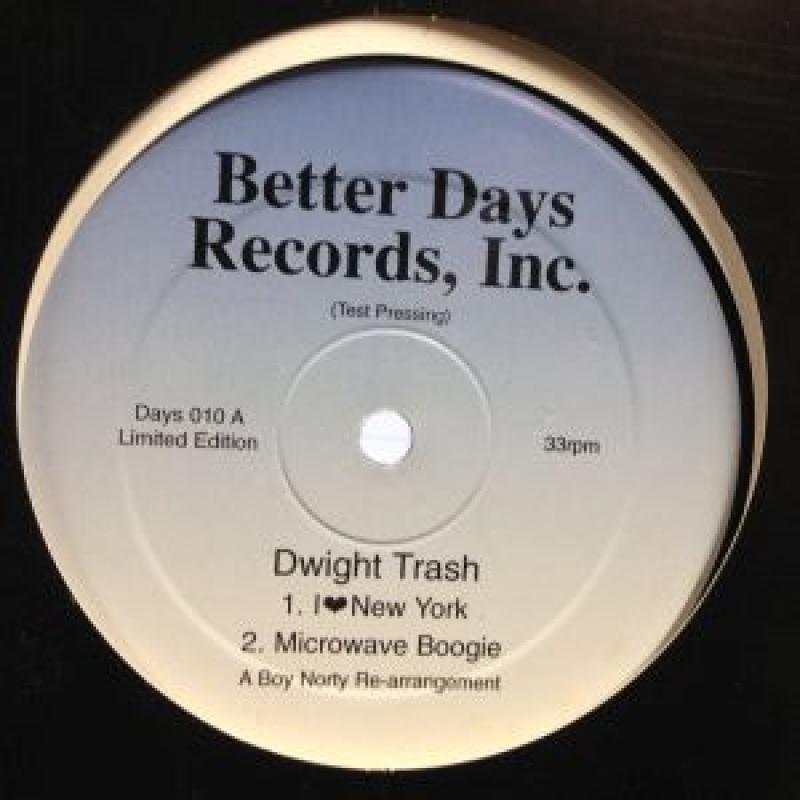 Better Days
Records, Inc.
(Test Pressing)
Days 010 A
Limited Edition
33rpm
Dwight Trash
1. I❤New York
2. Microwave Boogie
A Boy Norty Re-arrangement